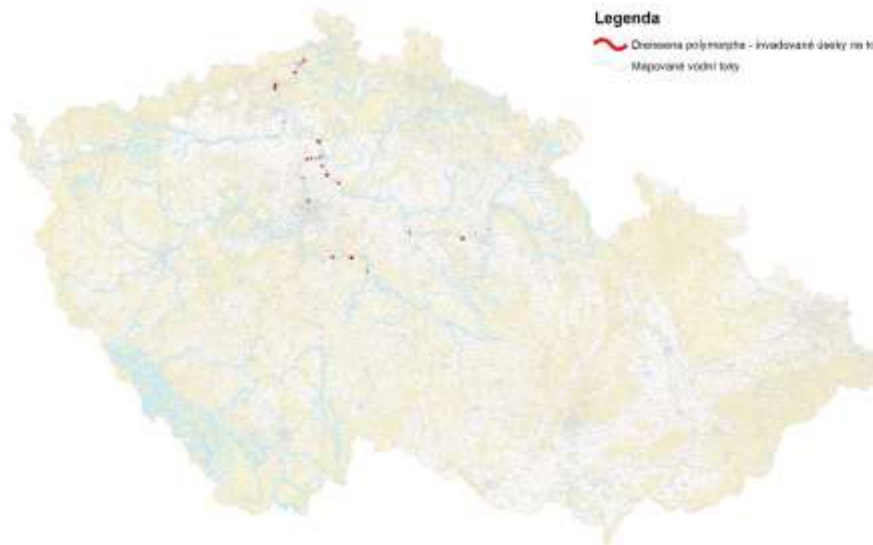 Legenda
Dreissena polymorpha - invadované úseky na
Mapované vodní toky